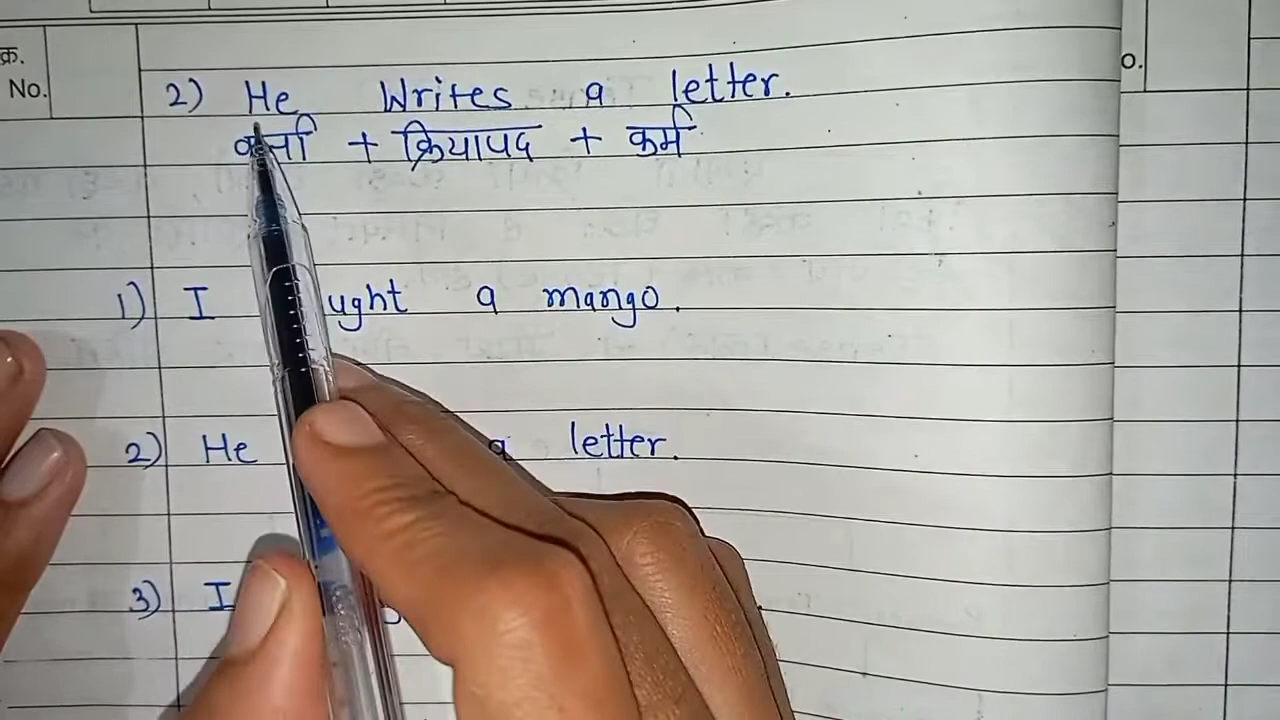 क्र.
No.
o.
2) He Writes a letter.
कर्ता + क्रियापद + कर्म
1) I ught a mango.
2) He a letter.
3) I